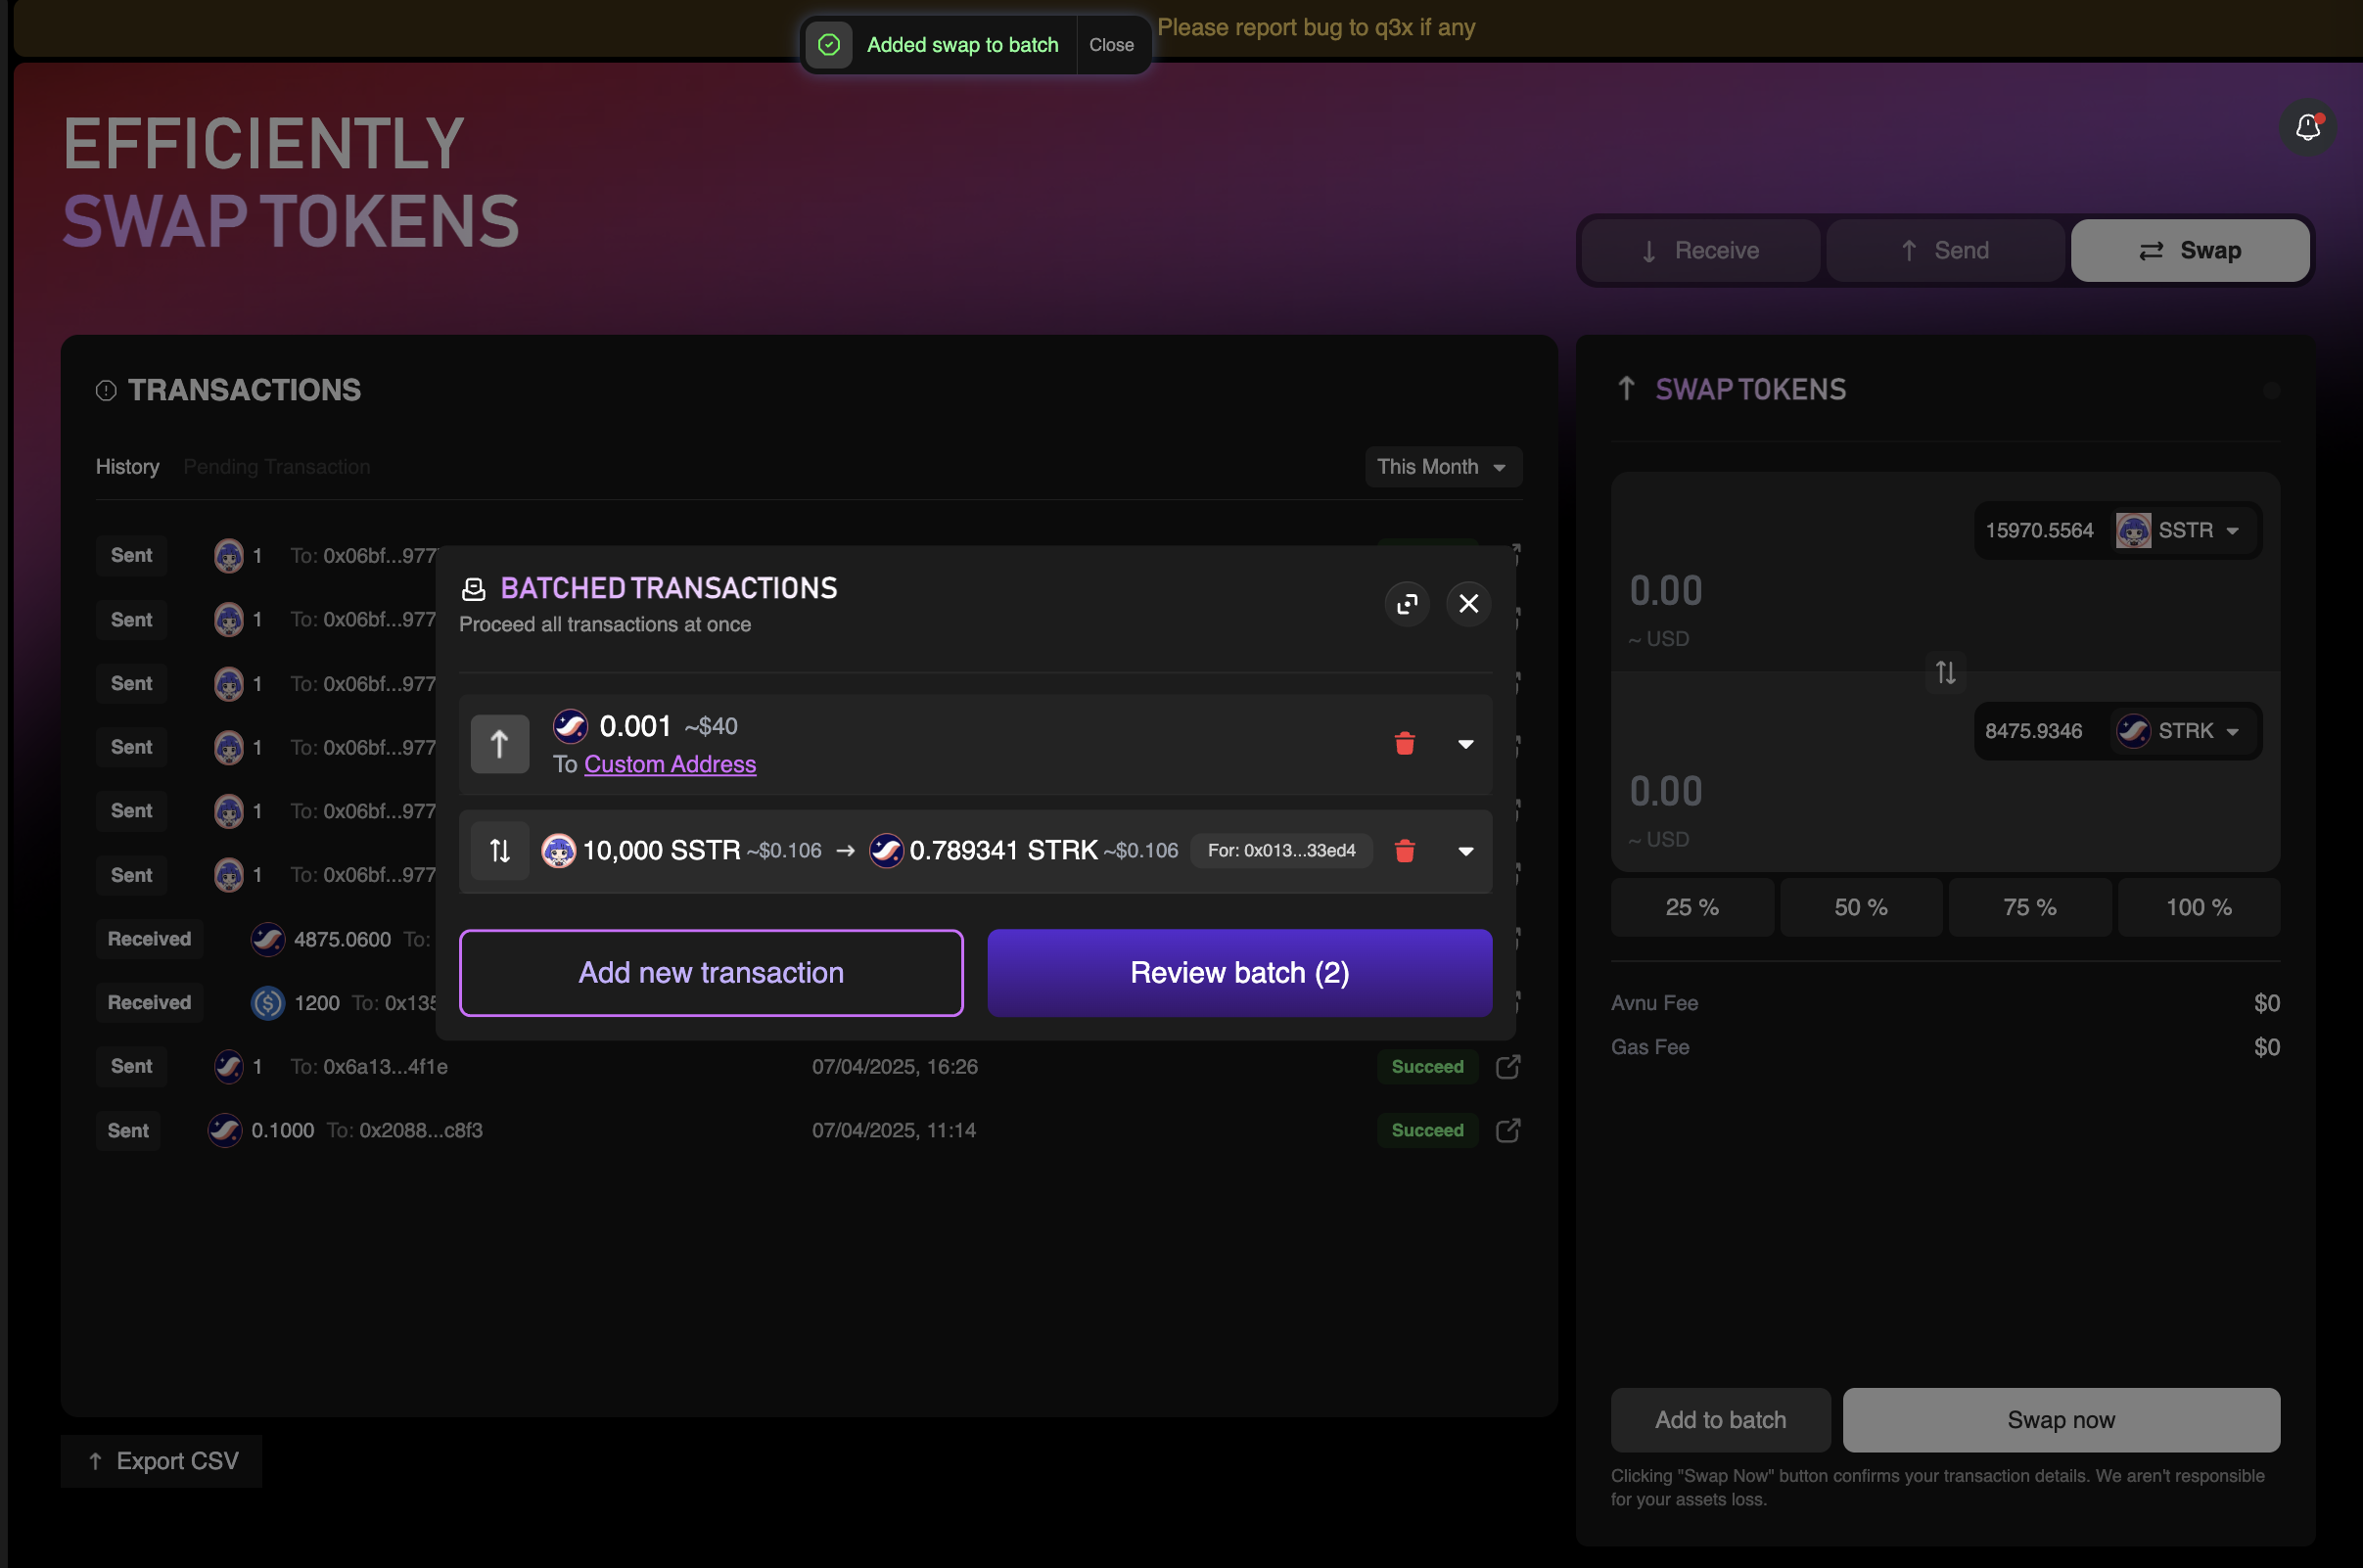 Please report bug to q3x if any
Added swap to batch
Close
EFFICIENTLY
SWAP TOKENS
Receive
Send
Swap
TRANSACTIONS
History
Pending Transaction
This Month
Sent 1 To: 0x06bf...977
Sent 1 To: 0x06bf...977
Sent 1 To: 0x06bf...977
Sent 1 To: 0x06bf...977
Sent 1 To: 0x06bf...977
Sent 1 To: 0x06bf...977
Received 4875.0600 To:
Received 1200 To: 0x135
Sent 1 To: 0x6a13...4f1e 07/04/2025, 16:26 Succeed
Sent 0.1000 To: 0x2088...c8f3 07/04/2025, 11:14 Succeed
Export CSV
BATCHED TRANSACTIONS
Proceed all transactions at once
0.001 ~$40
To Custom Address
10,000 SSTR ~$0.106 → 0.789341 STRK ~$0.106 For: 0x013...33ed4
Add new transaction
Review batch (2)
SWAP TOKENS
15970.5564 SSTR
0.00
~ USD
8475.9346 STRK
0.00
~ USD
25 %
50 %
75 %
100 %
Avnu Fee $0
Gas Fee $0
Add to batch
Swap now
Clicking "Swap Now" button confirms your transaction details. We aren't responsible
for your assets loss.